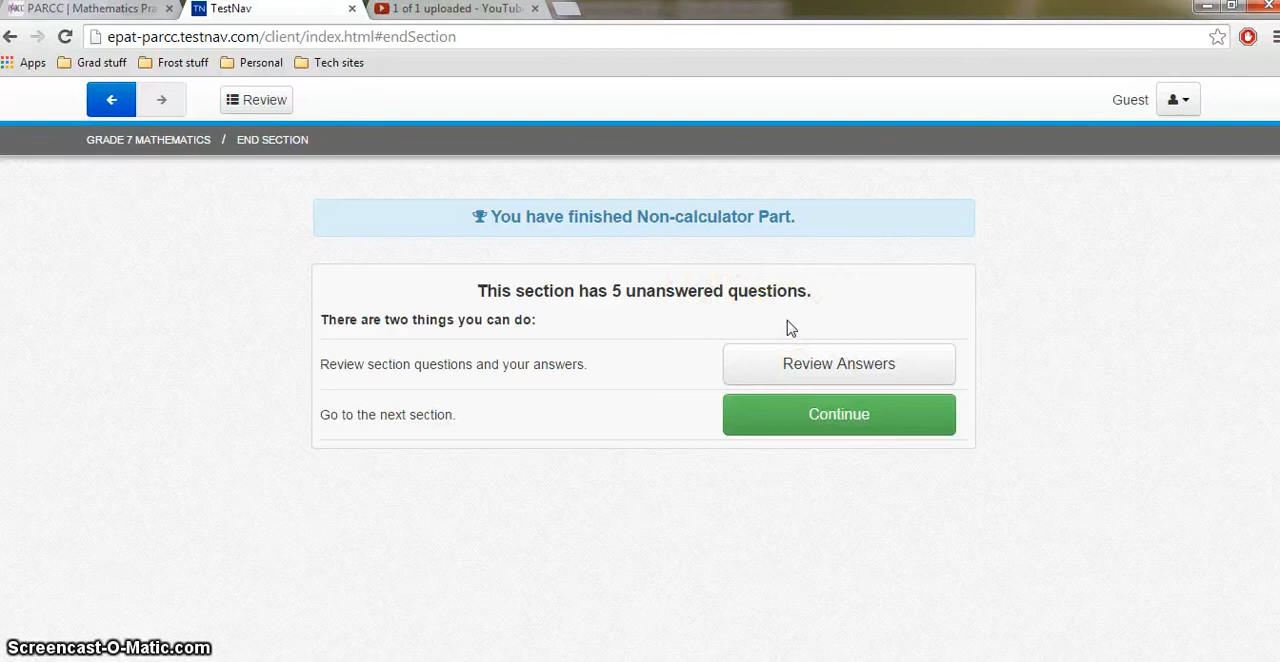 PARCC | Mathematics Pra
TestNav
1 of 1 uploaded - YouTub
epat-parcc.testnav.com/client/index.html#endSection
Apps Grad stuff Frost stuff Personal Tech sites
Review
Guest
GRADE 7 MATHEMATICS / END SECTION
You have finished Non-calculator Part.
This section has 5 unanswered questions.
There are two things you can do:
Review section questions and your answers. Review Answers
Go to the next section. Continue
Screencast-O-Matic.com